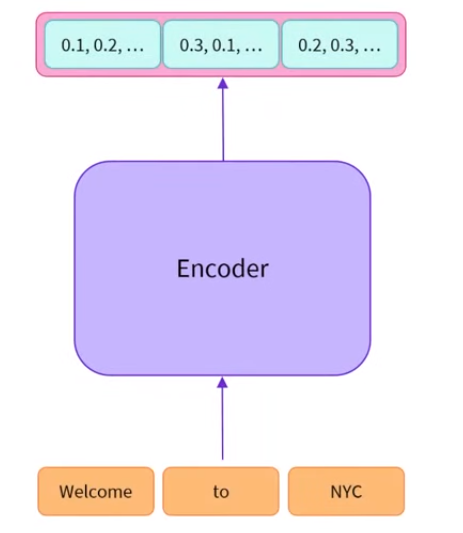 0.1, 0.2, … 0.3, 0.1, … 0.2, 0.3, …
Encoder
Welcome to NYC